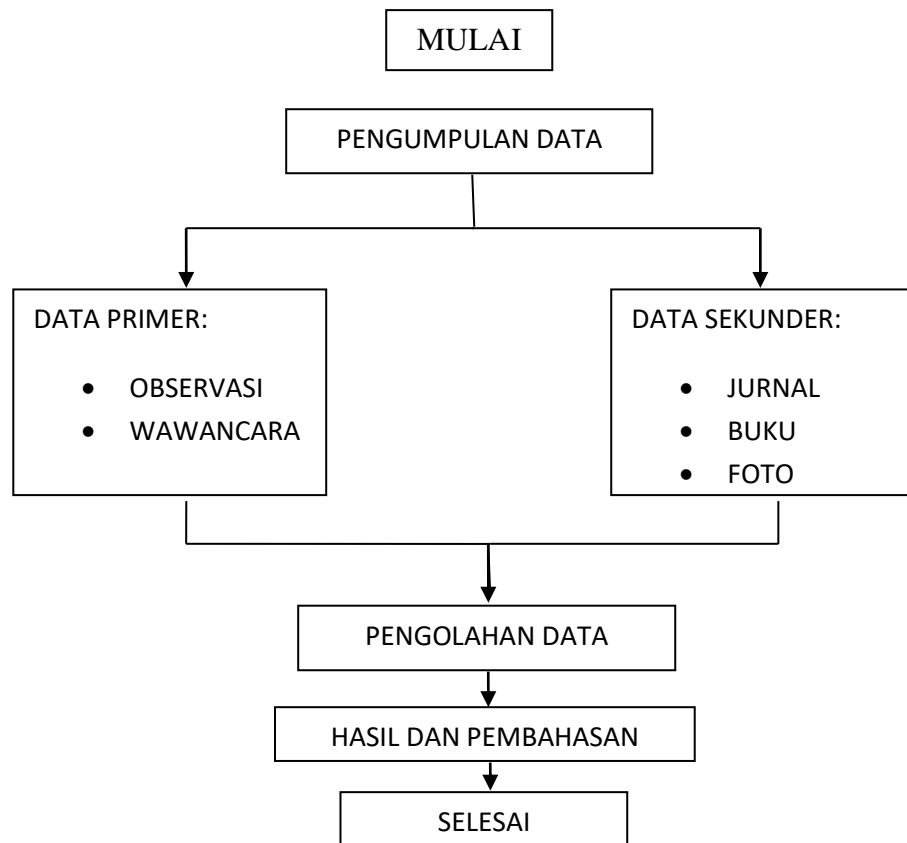 MULAI
PENGUMPULAN DATA
DATA PRIMER:
• OBSERVASI
• WAWANCARA
DATA SEKUNDER:
• JURNAL
• BUKU
• FOTO
PENGOLAHAN DATA
HASIL DAN PEMBAHASAN
SELESAI